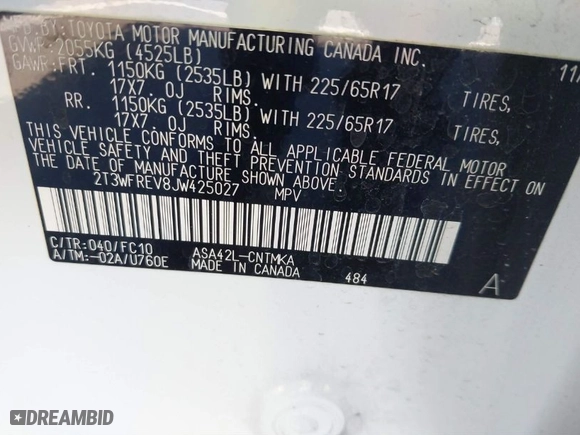 BY:TOYOTA MOTOR MANUFACTURING CANADA INC.
GVWR 2055KG (4525LB)
GAWR:FRT. 1150KG (2535LB) WITH 225/65R17 TIRES,
17X7. 0J RIMS.
RR. 1150KG (2535LB) WITH 225/65R17 TIRES,
17X7. 0J RIMS.
THIS VEHICLE CONFORMS TO ALL APPLICABLE FEDERAL MOTOR
VEHICLE SAFETY AND THEFT PREVENTION STANDARDS IN EFFECT ON
THE DATE OF MANUFACTURE SHOWN ABOVE.
2T3WFREV8JW425027 MPV
C/TR:040/FC10 ASA42L-CNTMKA
A/TM:-02A/U760E MADE IN CANADA 484 A
DREAMBID